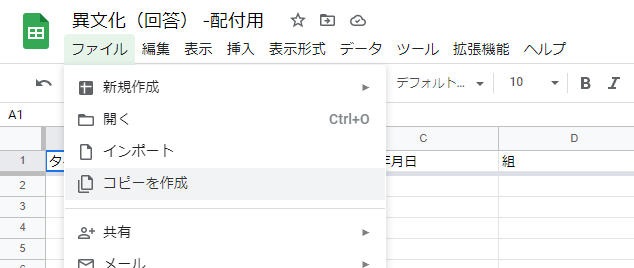 異文化（回答） -配付用
ファイル 編集 表示 挿入 表示形式 データ ツール 拡張機能 ヘルプ
デフォルト... 10 B I
A1
新規作成
開く Ctrl+O
インポート
コピーを作成
共有
メール
C D
1 タ 年月日 組
2
3
4
5
6